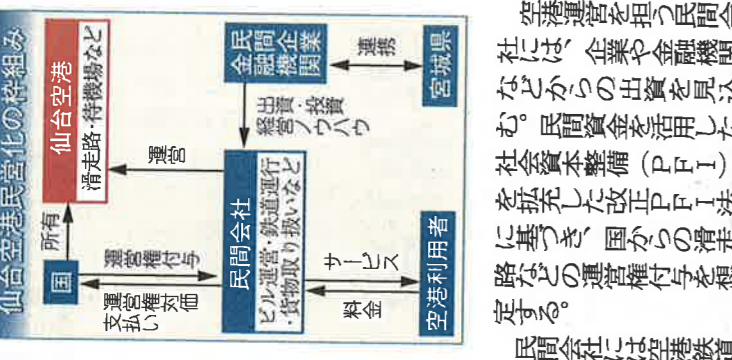 仙台空港民営化の枠組み
国
所有
仙台空港
滑走路・待機場など
運営権付与
運営権対価
支払い
運営
民間企業
金融機関
連携
宮城県
出資・投資
経営ノウハウ
民間会社
ビル運営・鉄道運行
・貨物取り扱いなど
サービス
料金
空港利用者
空港運営を担う民間会
社には、企業や金融機関
などからの出資を見込
む。民間資金を活用した
社会資本整備（ＰＦＩ）
を拡充した改正ＰＦＩ法
に基づき、国からの滑走
路などの運営権付与を想
定する。
民間会社には空港鉄道